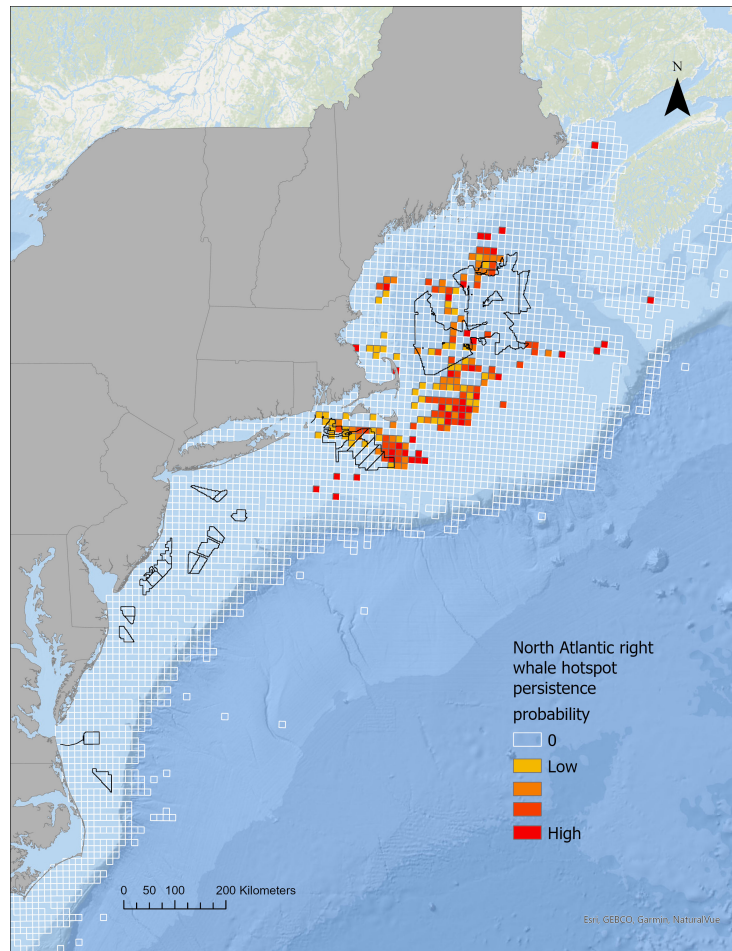 N
North Atlantic right
whale hotspot
persistence
probability
0
Low
High
0 50 100 200 Kilometers
Esri, GEBCO, Garmin, NaturalVue